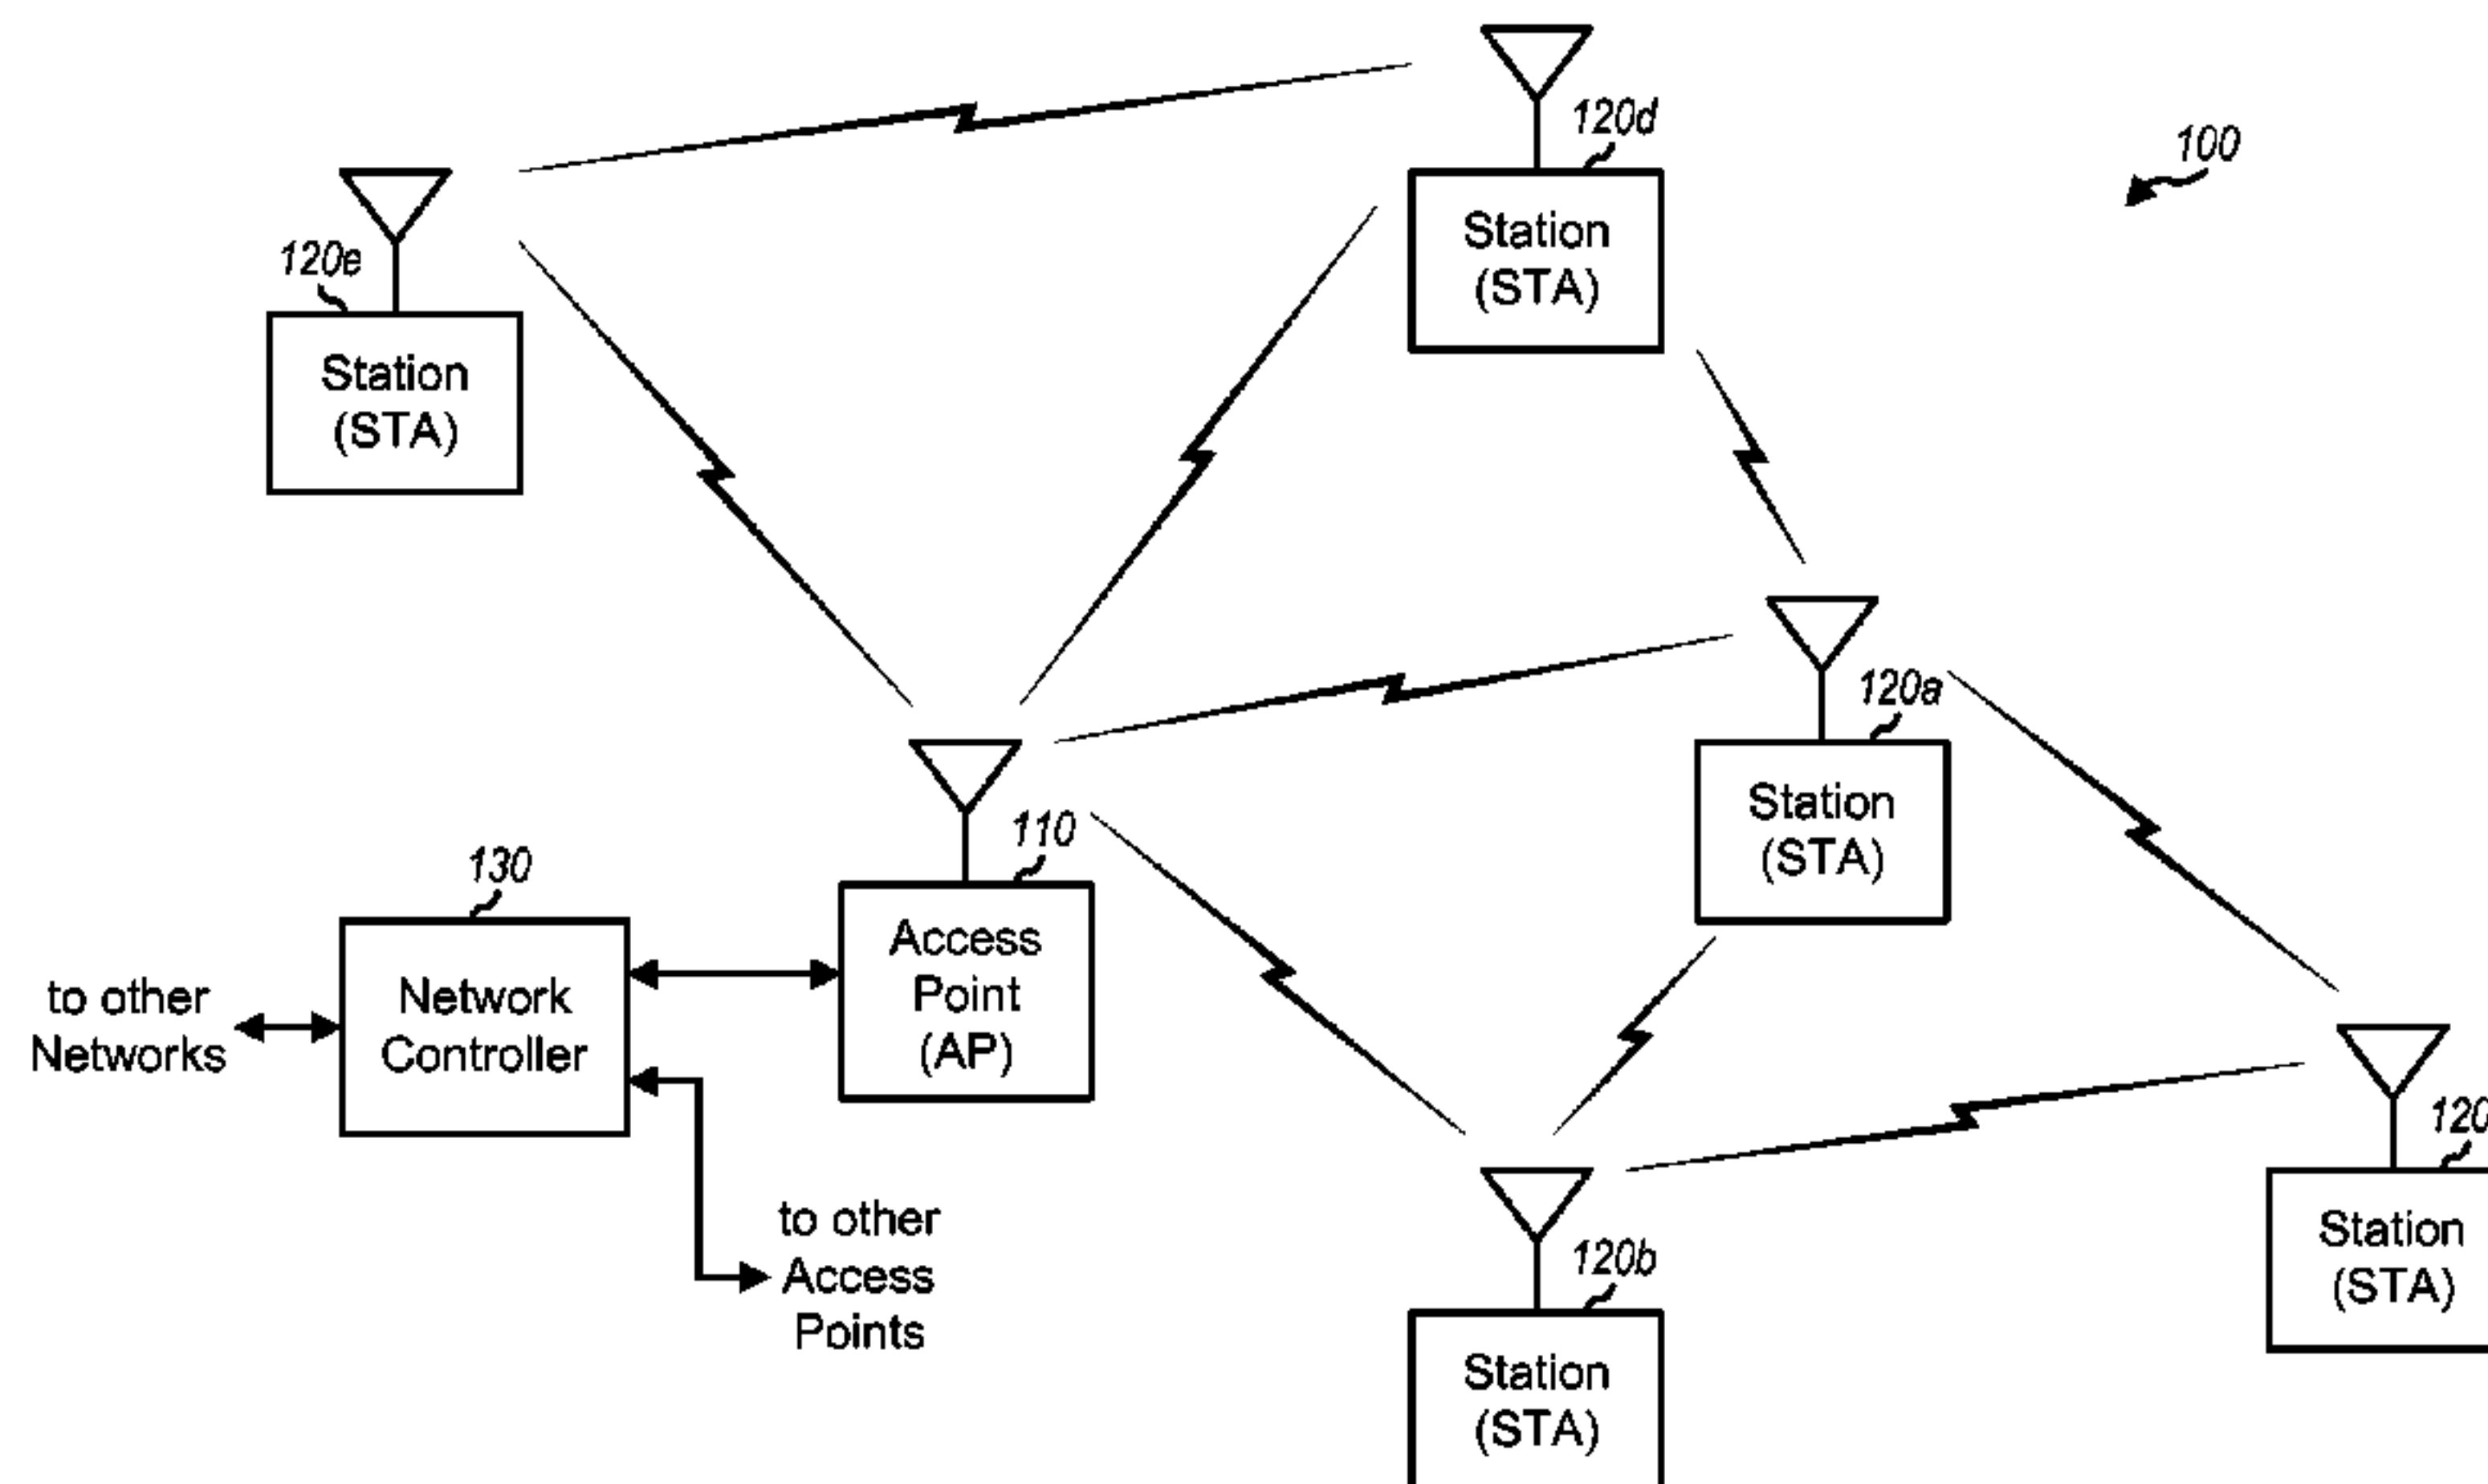 120d
100
120e
Station
(STA)
Station
(STA)
120a
Station
(STA)
110
130
Access
Point
(AP)
to other
Networks
Network
Controller
120
Station
(STA)
to other
Access
Points
120b
Station
(STA)